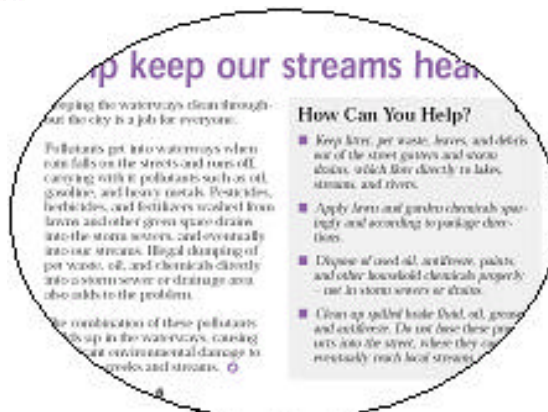 lp keep our streams heal
eeping the waterways clean through-
out the city is a job for everyone.
Pollutants get into waterways when
rain falls on the streets and runs off,
carrying with it pollutants such as oil,
gasoline, and heavy metals. Pesticides,
herbicides, and fertilizers washed from
lawns and other green space drains
into the storm sewers, and eventually
into our streams. Illegal dumping of
pet waste, oil, and chemicals directly
into a storm sewer or drainage area
also adds to the problem.
he combination of these pollutants
up in the waterways, causing
environmental damage to
creeks and streams.
How Can You Help?
Keep litter, pet waste, leaves, and debris
out of the street gutters and storm
drains, which flow directly to lakes,
streams, and rivers.
Apply lawn and garden chemicals spar-
ingly and according to package direc-
tions.
Dispose of used oil, antifreeze, paints,
and other household chemicals properly
- not in storm sewers or drains.
Clean up spilled brake fluid, oil, grease
and antifreeze. Do not hose these
into the street, where they
eventually reach local streams